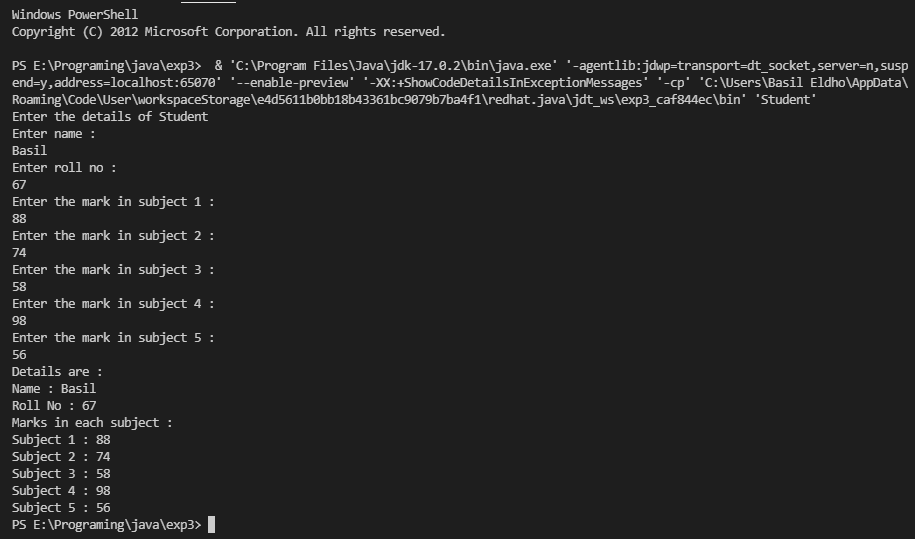 Windows PowerShell
Copyright (C) 2012 Microsoft Corporation. All rights reserved.
PS E:\Programing\java\exp3>  & 'C:\Program Files\Java\jdk-17.0.2\bin\java.exe' '-agentlib:jdwp=transport=dt_socket,server=n,susp
end=y,address=localhost:65070' '--enable-preview' '-XX:+ShowCodeDetailsInExceptionMessages' '-cp' 'C:\Users\Basil Eldho\AppData\
Roaming\Code\User\workspaceStorage\e4d5611b0bb18b43361bc9079b7ba4f1\redhat.java\jdt_ws\exp3_caf844ec\bin' 'Student'
Enter the details of Student
Enter name :
Basil
Enter roll no :
67
Enter the mark in subject 1 :
88
Enter the mark in subject 2 :
74
Enter the mark in subject 3 :
58
Enter the mark in subject 4 :
98
Enter the mark in subject 5 :
56
Details are :
Name : Basil
Roll No : 67
Marks in each subject :
Subject 1 : 88
Subject 2 : 74
Subject 3 : 58
Subject 4 : 98
Subject 5 : 56
PS E:\Programing\java\exp3>